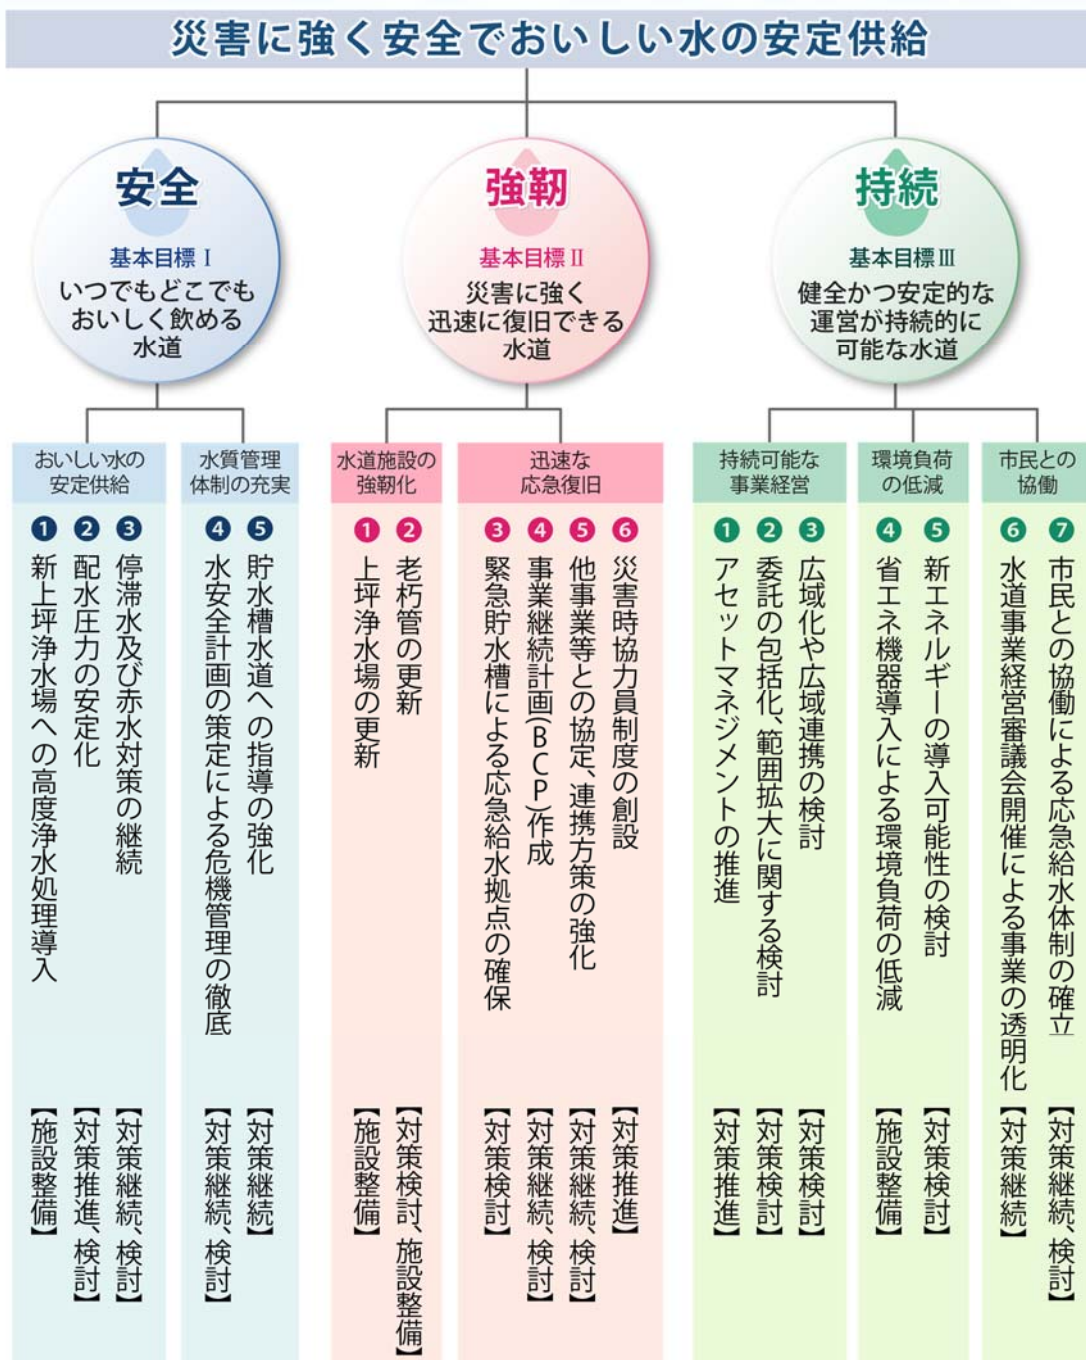 災害に強く安全でおいしい水の安定供給
安全
基本目標 Ⅰ
いつでもどこでも
おいしく飲める
水道
強靭
基本目標 Ⅱ
災害に強く
迅速に復旧できる
水道
持続
基本目標 Ⅲ
健全かつ安定的な
運営が持続的に
可能な水道
おいしい水の
安定供給
❶新上坪浄水場への高度浄水処理導入【施設整備】
❷配水圧力の安定化【対策推進、検討】
❸停滞水及び赤水対策の継続【対策継続、検討】
水質管理
体制の充実
❹水安全計画の策定による危機管理の徹底【対策継続、検討】
❺貯水槽水道への指導の強化【対策継続】
水道施設の
強靭化
❶上坪浄水場の更新【施設整備】
❷老朽管の更新【対策検討、施設整備】
迅速な
応急復旧
❸緊急貯水槽による応急給水拠点の確保【対策検討】
❹事業継続計画(BCP)作成【対策継続、検討】
❺他事業等との協定、連携方策の強化【対策継続、検討】
❻災害時協力員制度の創設【対策推進】
持続可能な
事業経営
❶アセットマネジメントの推進【対策推進】
❷委託の包括化、範囲拡大に関する検討【対策検討】
❸広域化や広域連携の検討【対策検討】
環境負荷
の低減
❹省エネ機器導入による環境負荷の低減【施設整備】
❺新エネルギーの導入可能性の検討【対策検討】
市民との
協働
❻水道事業経営審議会開催による事業の透明化【対策継続】
❼市民との協働による応急給水体制の確立【対策継続、検討】